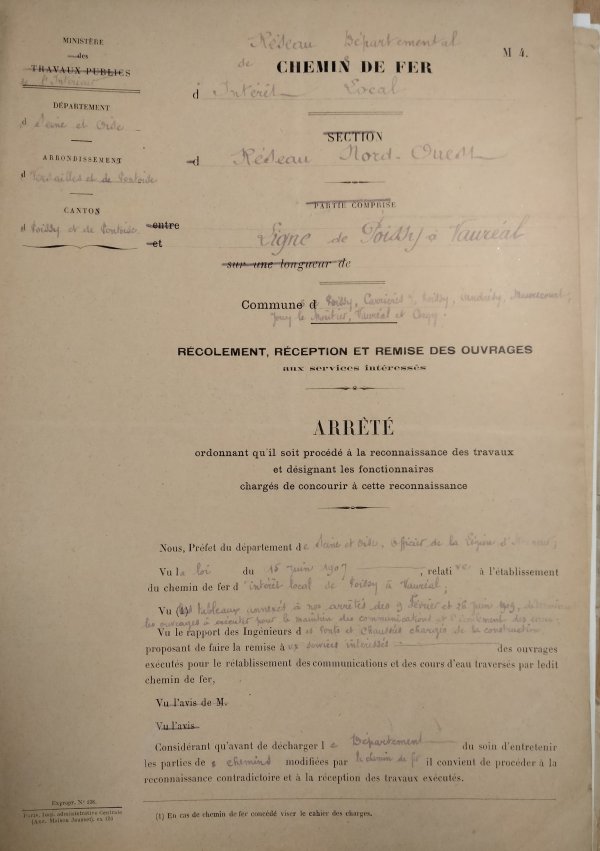 MINISTÈRE
des
TRAVAUX PUBLICS
de l'Intérieur
DÉPARTEMENT
d Seine et Oise
ARRONDISSEMENT
d Versailles et de Pontoise
CANTON
d Poissy et de Pontoise
Réseau Départemental
M 4.
de CHEMIN DE FER
d'Intérêt Local
SECTION
d Réseau Nord-Ouest
PARTIE COMPRISE
entre
et
Ligne de Poissy à Vauréal
sur une longueur de
Commune d Poissy, Carrières s/ Poissy, Andrésy, Maurecourt,
Jouy le Moutier, Vauréal et Cergy
RÉCOLEMENT, RÉCEPTION ET REMISE DES OUVRAGES
aux services intéressés
ARRÊTÉ
ordonnant qu'il soit procédé à la reconnaissance des travaux
et désignant les fonctionnaires
chargés de concourir à cette reconnaissance
Nous, Préfet du département de Seine et Oise, Officier de la Légion d'Honneur;
Vu la loi du 15 Juin 1907, relative à l'établissement
du chemin de fer d'intérêt local de Poissy à Vauréal;
Vu (1) les tableaux annexés à nos arrêtés des 9 Février et 26 Juin 1909,
les ouvrages à exécuter pour le maintien des communications et l'écoulement des eaux.
Vu le rapport des Ingénieurs des Ponts et Chaussées chargés de la construction
proposant de faire la remise aux services intéressés des ouvrages
exécutés pour le rétablissement des communications et des cours d'eau traversés par ledit
chemin de fer,
Vu l'avis de M.
Vu l'avis
Considérant qu'avant de décharger le Département du soin d'entretenir
les parties de chemins modifiées par le chemin de fer il convient de procéder à la
reconnaissance contradictoire et à la réception des travaux exécutés.
Expropr. N° 138.
Paris, Imp. administrative Centrale
(Anc. Maison Jousset), ex 124
(1) En cas de chemin de fer concédé viser le cahier des charges.